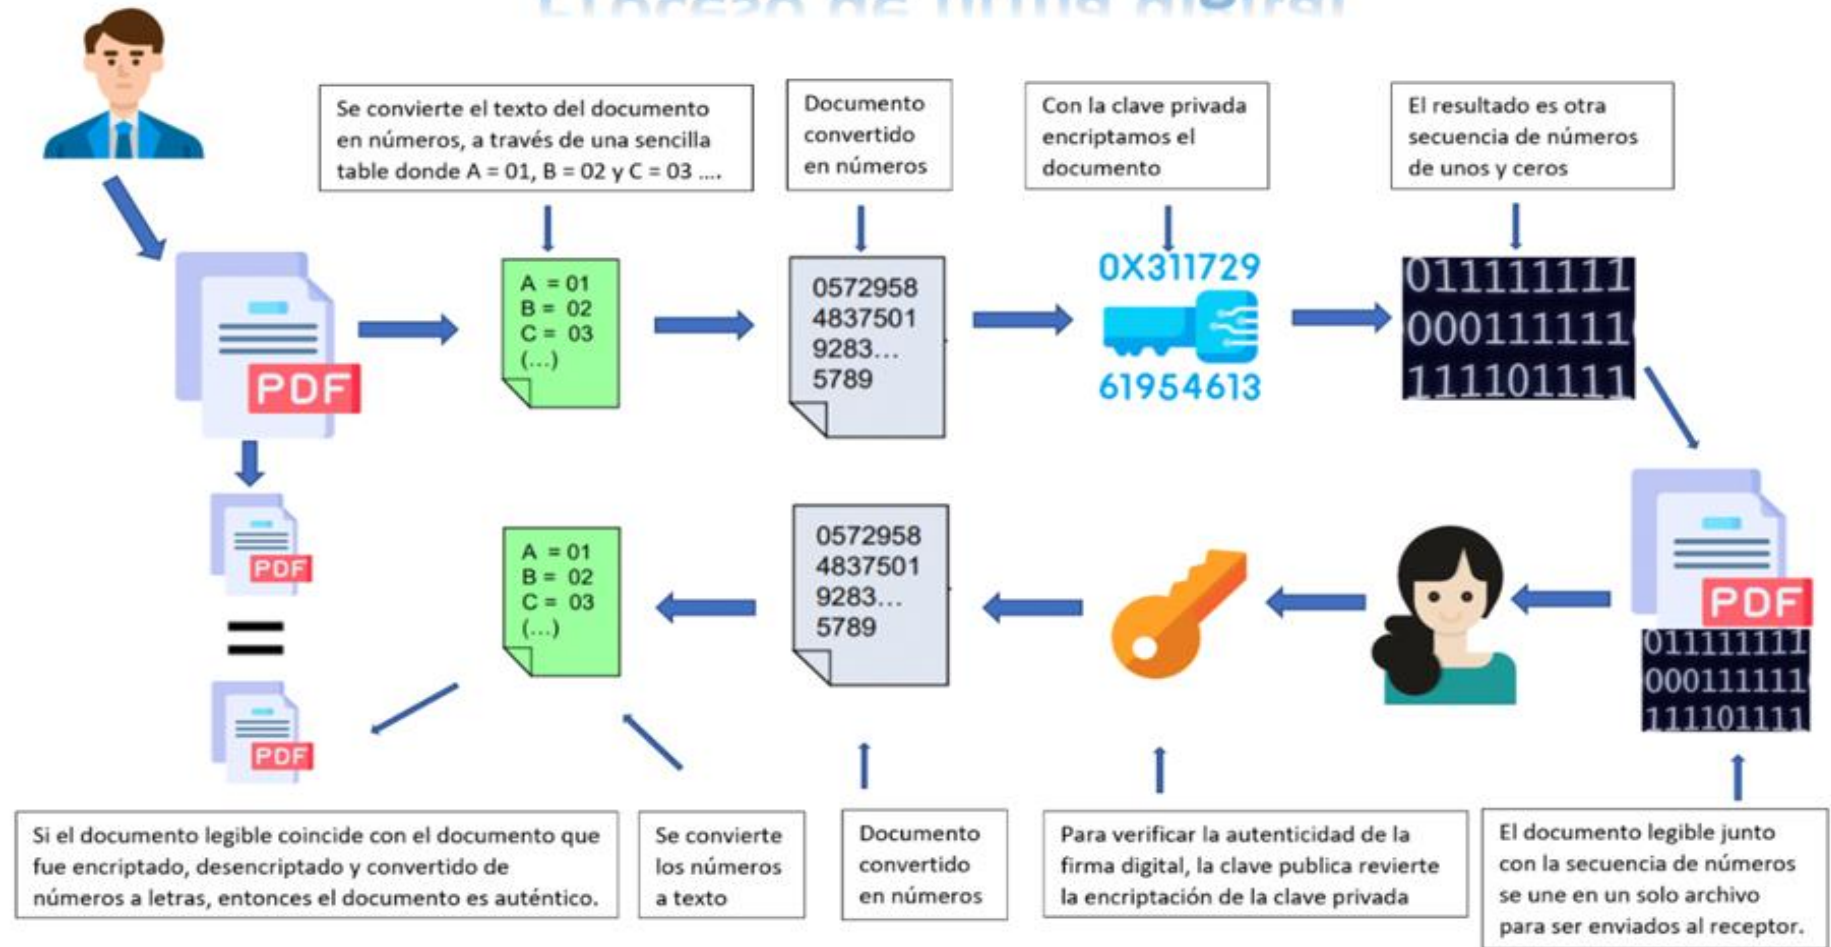 Proceso de firma digital
Se convierte el texto del documento
en números, a través de una sencilla
table donde A = 01, B = 02 y C = 03 ....
Documento
convertido
en números
Con la clave privada
encriptamos el
documento
El resultado es otra
secuencia de números
de unos y ceros
PDF
A = 01
B = 02
C = 03
(...)
0572958
4837501
9283...
5789
0X311729
61954613
011111111
000111111
111101111
PDF
PDF
A = 01
B = 02
C = 03
(...)
0572958
4837501
9283...
5789
PDF
011111111
000111111
111101111
Si el documento legible coincide con el documento que
fue encriptado, desencriptado y convertido de
números a letras, entonces el documento es auténtico.
Se convierte
los números
a texto
Documento
convertido
en números
Para verificar la autenticidad de la
firma digital, la clave publica revierte
la encriptación de la clave privada
El documento legible junto
con la secuencia de números
se une en un solo archivo
para ser enviados al receptor.